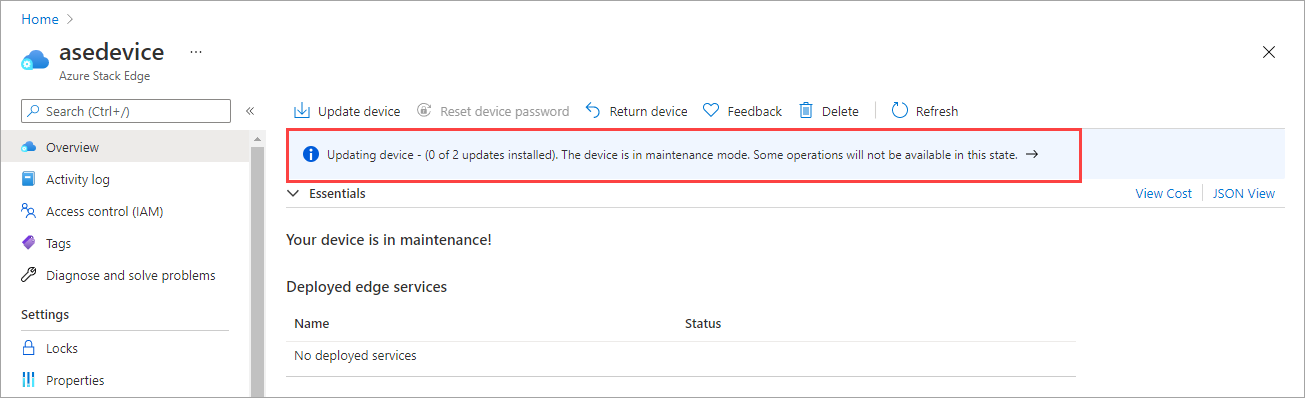 Home
asedevice ...
Azure Stack Edge
Search (Ctrl+/)
Update device Reset device password Return device Feedback Delete Refresh
Overview
Updating device - (0 of 2 updates installed). The device is in maintenance mode. Some operations will not be available in this state. →
Activity log
Essentials View Cost JSON View
Access control (IAM)
Tags
Your device is in maintenance!
Diagnose and solve problems
Deployed edge services
Settings
Name Status
Locks
No deployed services
Properties